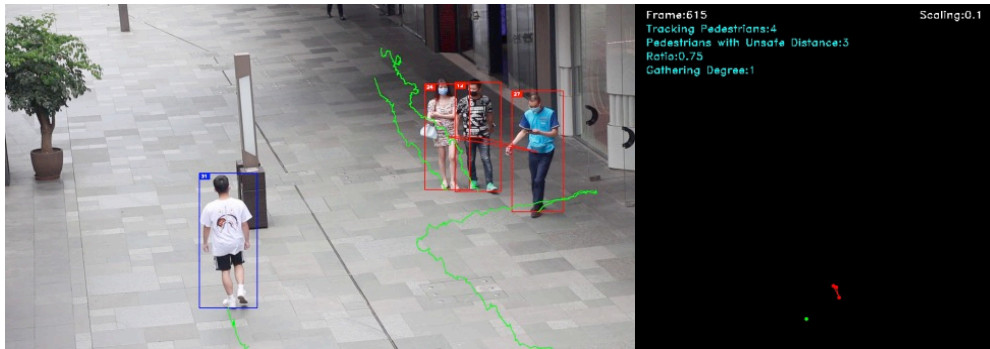 Frame:615
Scaling:0.1
Tracking Pedestrians:4
Pedestrians with Unsafe Distance:3
Ratio:0.75
Gathering Degree:1